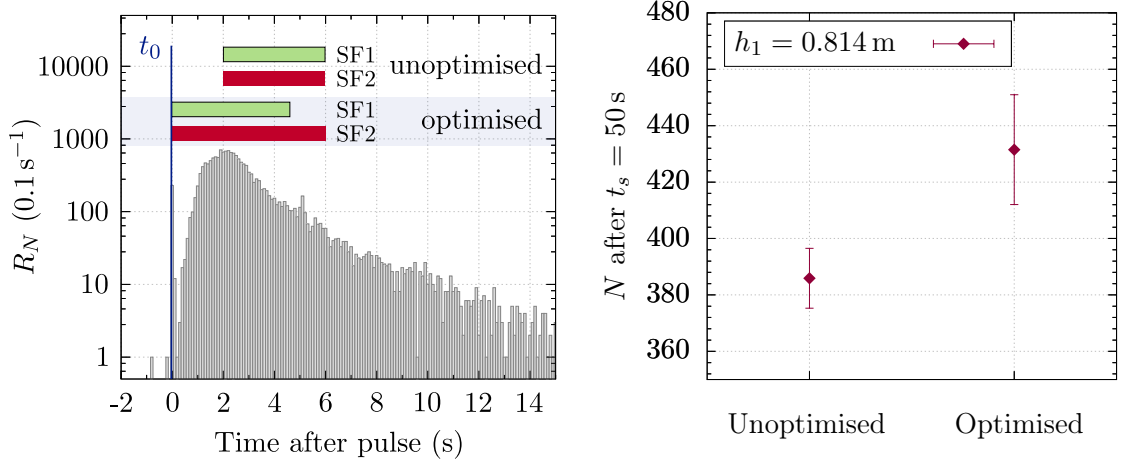 t₀
SF1
unoptimised
SF2
SF1
optimised
SF2
R_N (0.1 s⁻¹)
10000
1000
100
10
1
-2 0 2 4 6 8 10 12 14
Time after pulse (s)
h₁ = 0.814 m
N after t_s = 50 s
480
460
440
420
400
380
360
Unoptimised Optimised